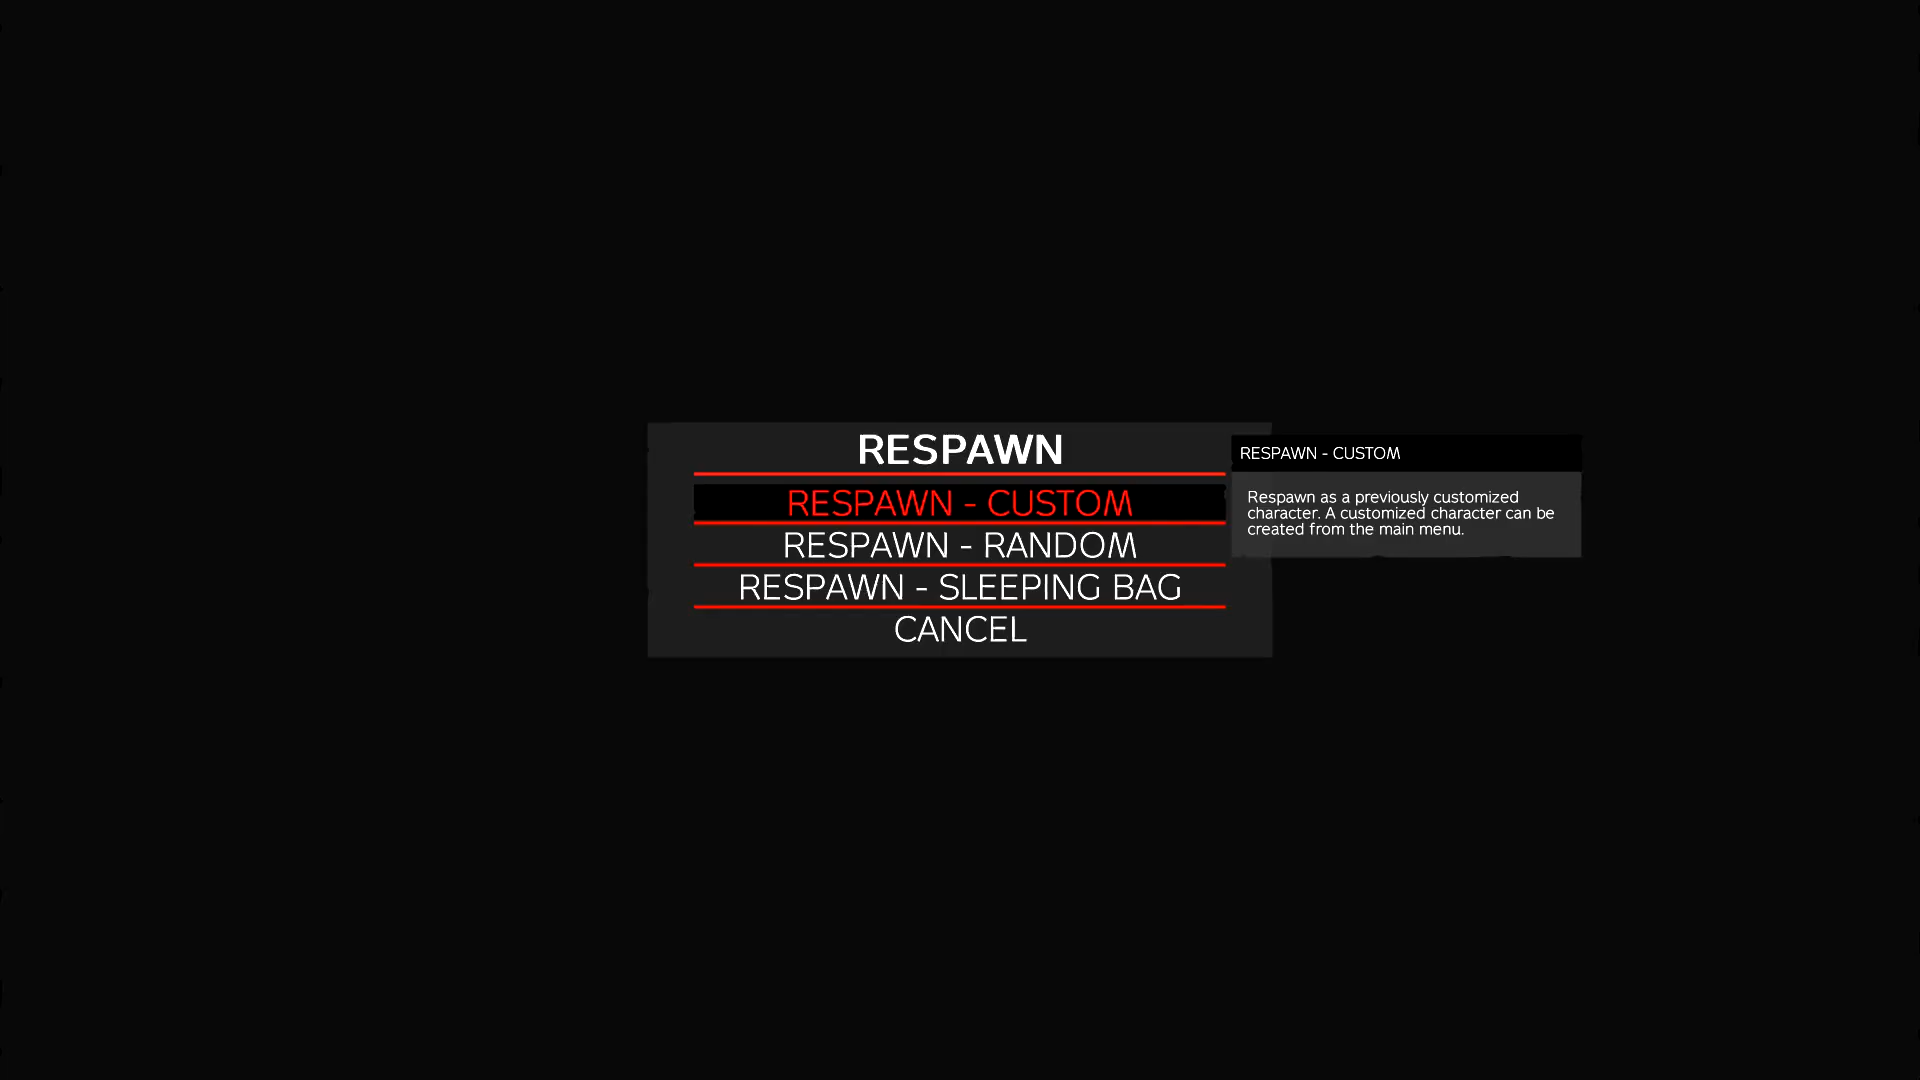 RESPAWN
RESPAWN - CUSTOM
RESPAWN - RANDOM
RESPAWN - SLEEPING BAG
CANCEL
RESPAWN - CUSTOM
Respawn as a previously customized
character. A customized character can be
created from the main menu.